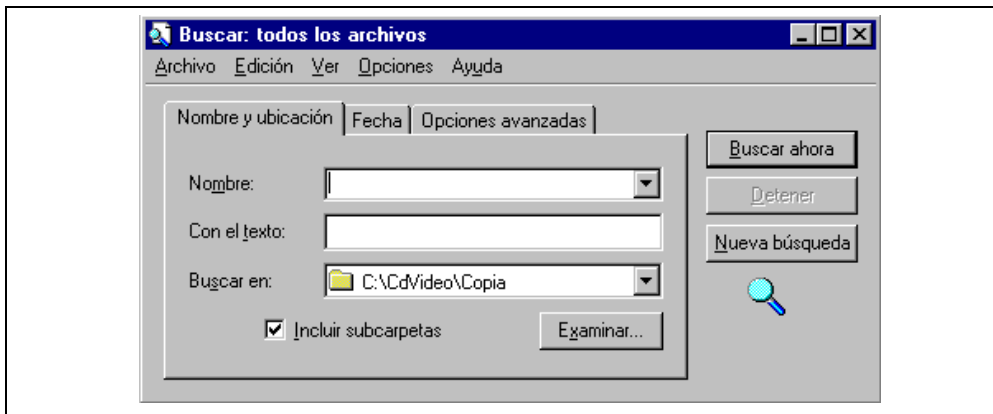 Buscar: todos los archivos
Archivo Edición Ver Opciones Ayuda
Nombre y ubicación Fecha Opciones avanzadas
Buscar ahora
Nombre:
Detener
Con el texto:
Nueva búsqueda
Buscar en: C:\CdVideo\Copia
Incluir subcarpetas Examinar...